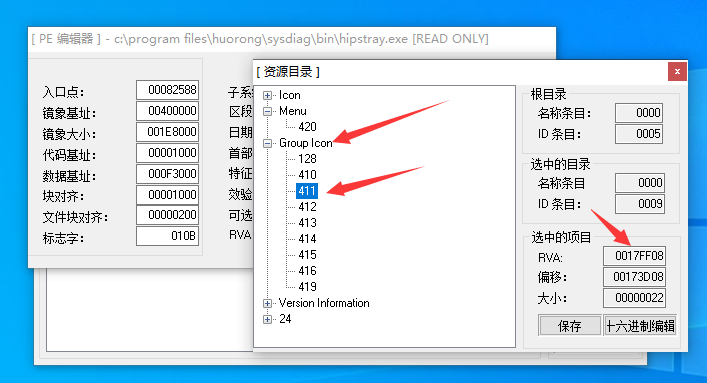 [ PE 编辑器 ] - c:\program files\huorong\sysdiag\bin\hipstray.exe [READ ONLY]
入口点: 00082588
镜象基址: 00400000
镜象大小: 001E8000
代码基址: 00001000
数据基址: 000F3000
块对齐: 00001000
文件块对齐: 00000200
标志字: 010B
子系
区段
日期
首部
特征
效验
可选
RVA
[ 资源目录 ]
Icon
Menu
420
Group Icon
128
410
411
412
413
414
415
416
419
Version Information
24
根目录
名称条目: 0000
ID 条目: 0005
选中的目录
名称条目 0000
ID 条目: 0009
选中的项目
RVA: 0017FF08
偏移: 00173D08
大小: 00000022
保存
十六进制编辑